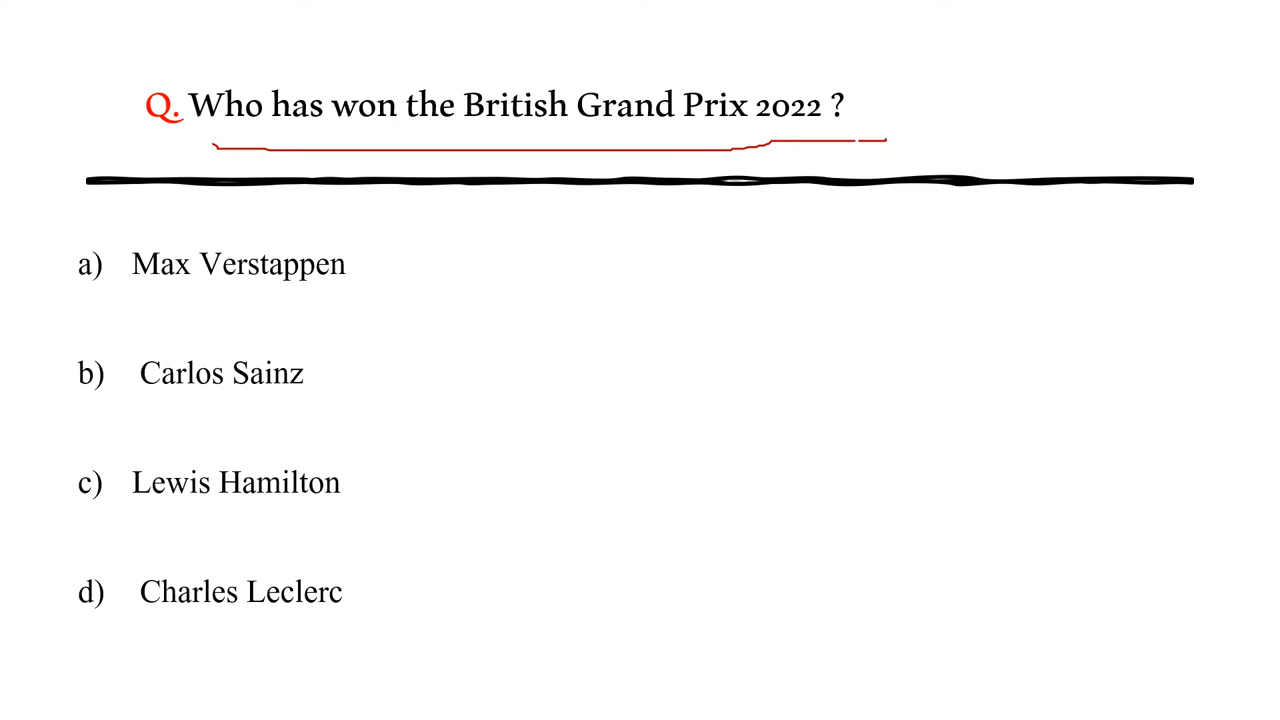 Q. Who has won the British Grand Prix 2022 ?
a) Max Verstappen
b) Carlos Sainz
c) Lewis Hamilton
d) Charles Leclerc